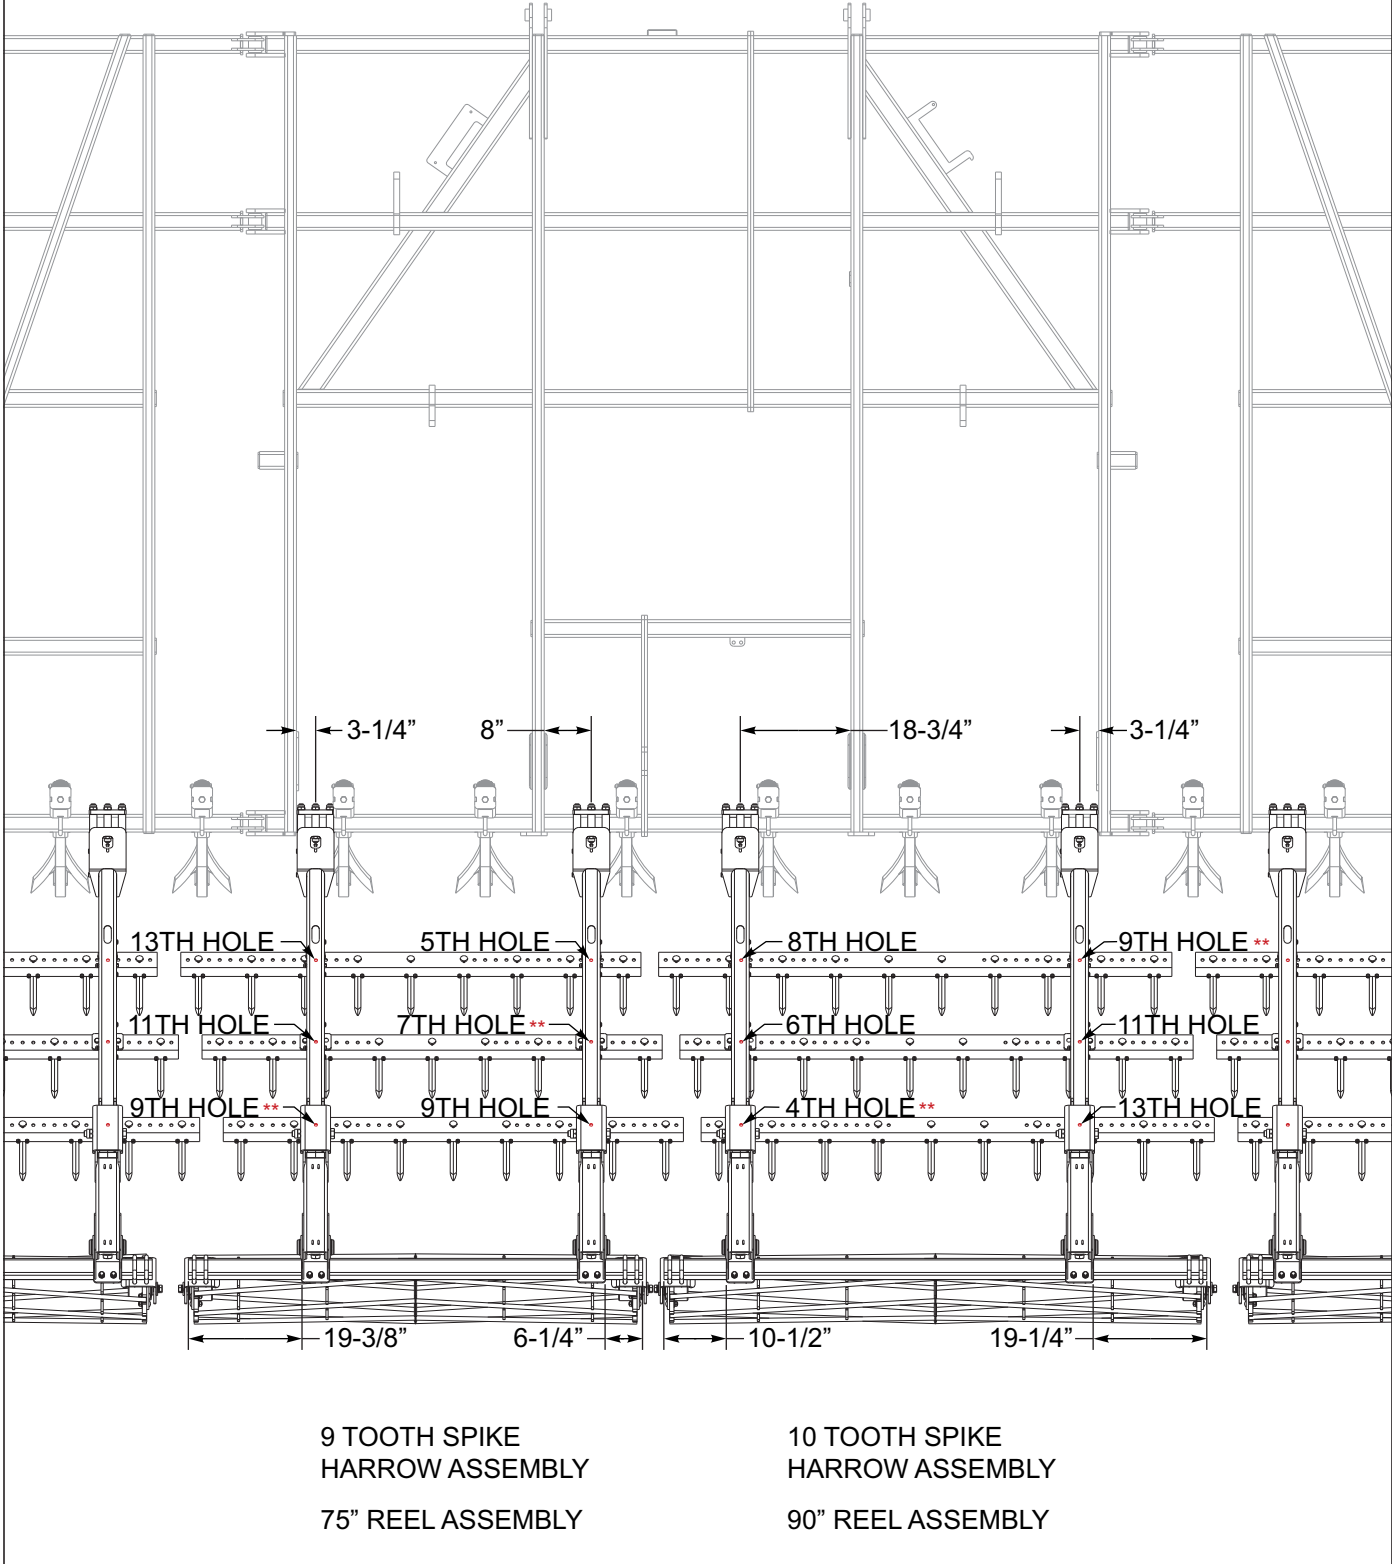 3-1/4”
8”
18-3/4”
3-1/4”
13TH HOLE
5TH HOLE
8TH HOLE
9TH HOLE **
11TH HOLE
7TH HOLE **
6TH HOLE
11TH HOLE
9TH HOLE **
9TH HOLE
4TH HOLE **
13TH HOLE
19-3/8”
6-1/4”
10-1/2”
19-1/4”
9 TOOTH SPIKE
HARROW ASSEMBLY
75” REEL ASSEMBLY
10 TOOTH SPIKE
HARROW ASSEMBLY
90” REEL ASSEMBLY